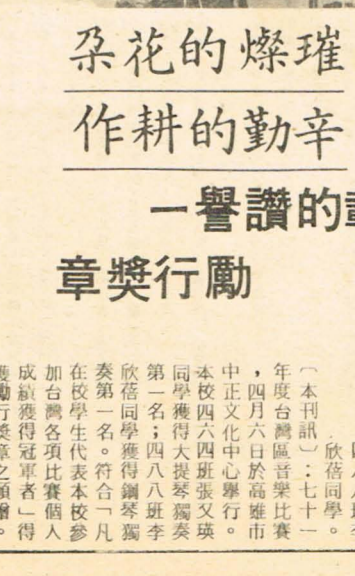 璀燦的花朵
辛勤的耕作
的讚譽一
勵行獎章
欣蓓同學。
〔本刊訊〕：七十一
年度台灣區音樂比賽
，四月六日於高雄市
中正文化中心舉行。
本校四六四班張又瑛
同學獲得大提琴獨奏
第一名；四八八班李
欣蓓同學獲得鋼琴獨
奏第一名。符合「凡
在校學生代表本校參
加台灣各項比賽個人
成績獲得冠軍者」得
獲勵行獎章之頒贈。